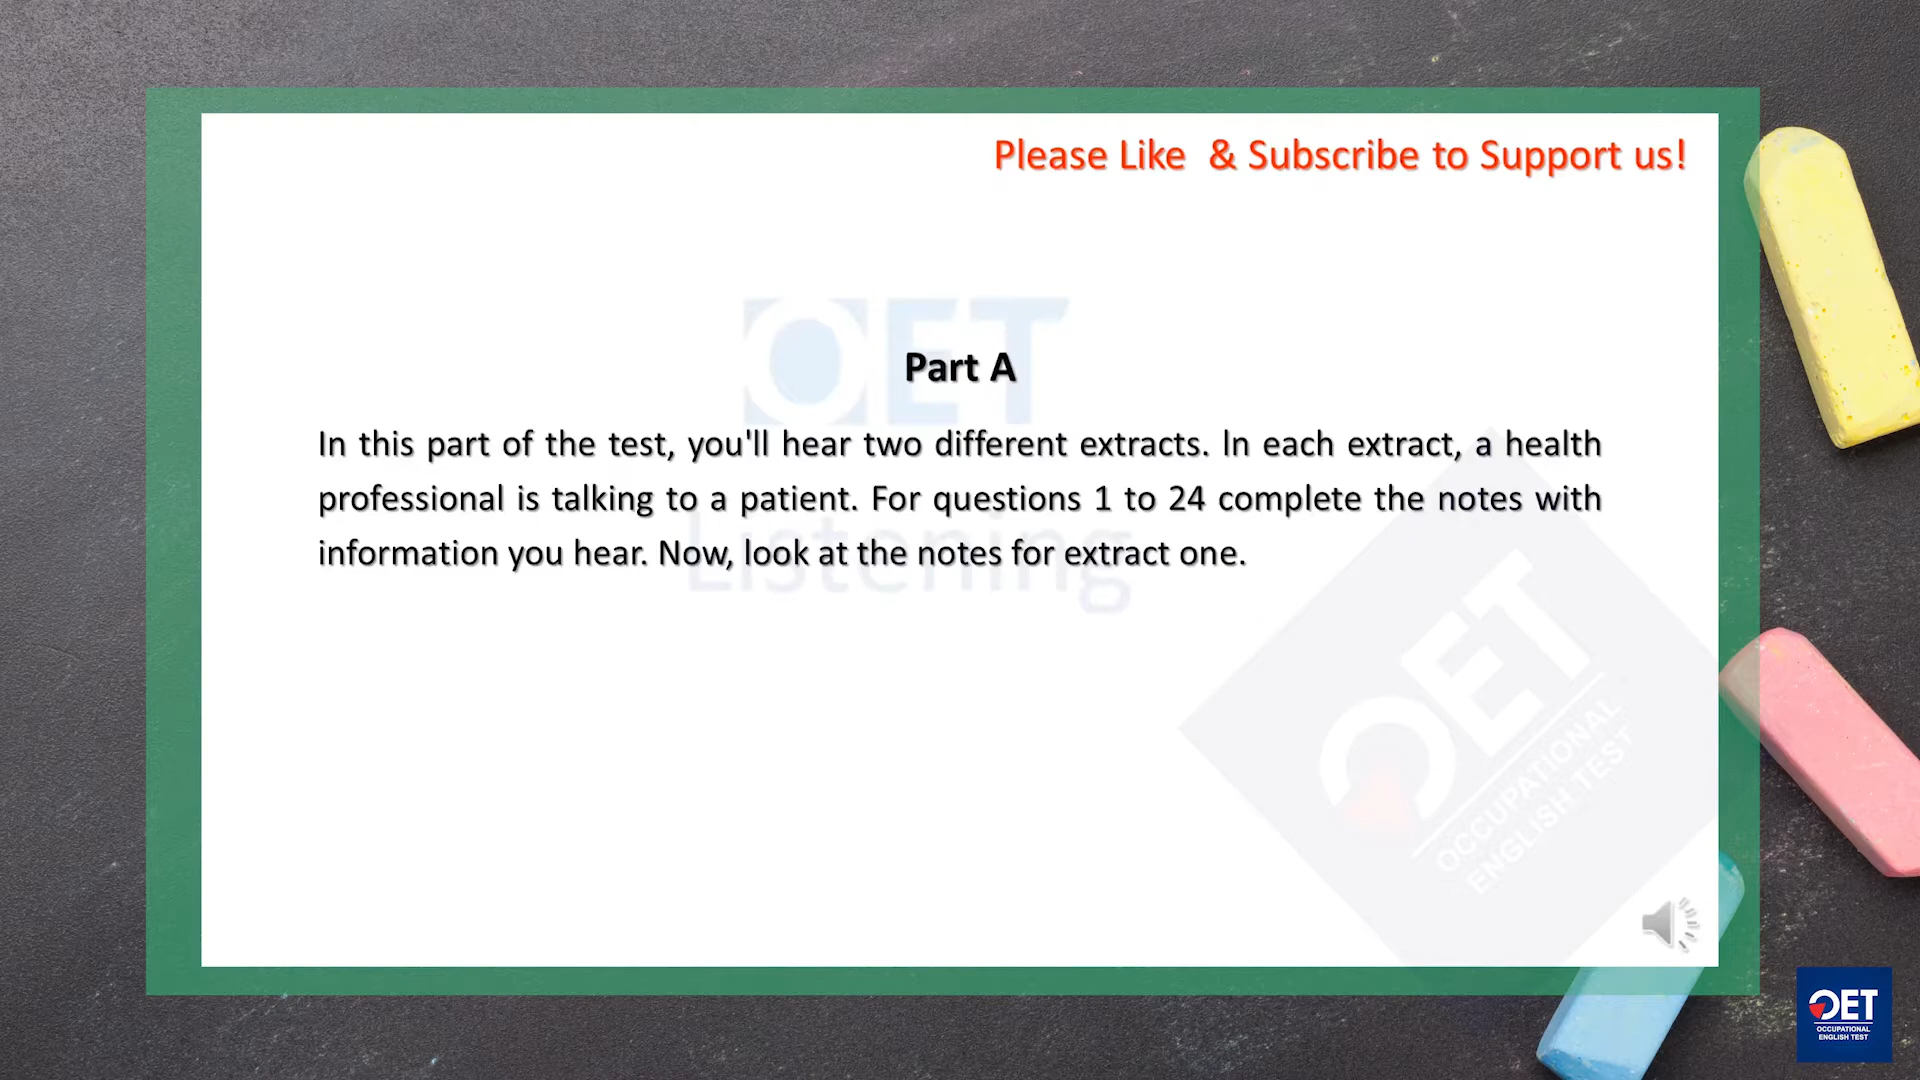 Please Like & Subscribe to Support us!
OET
Part A
In this part of the test, you'll hear two different extracts. In each extract, a health
professional is talking to a patient. For questions 1 to 24 complete the notes with
information you hear. Now, look at the notes for extract one.
Listening
OET
OCCUPATIONAL
ENGLISH TEST
OET
OCCUPATIONAL
ENGLISH TEST